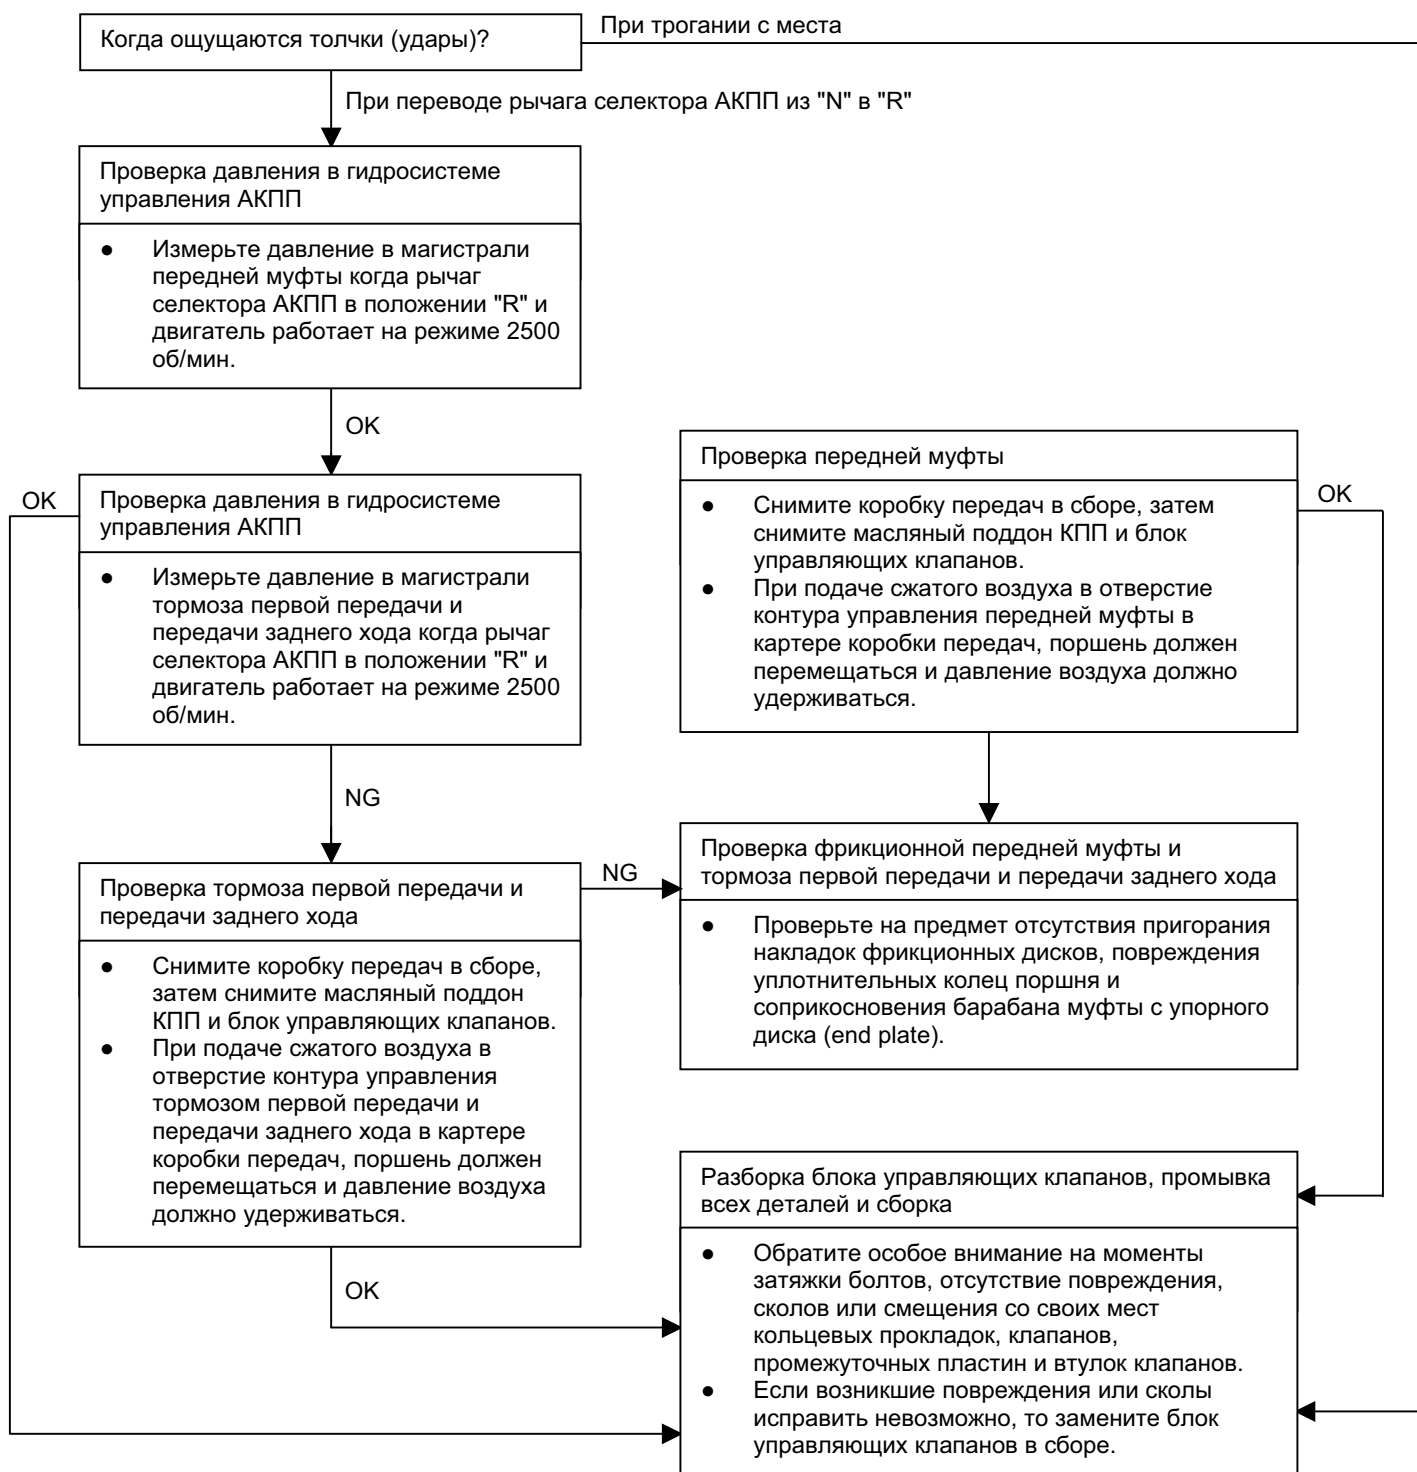 Когда ощущаются толчки (удары)?
При трогании с места
При переводе рычага селектора АКПП из "N" в "R"
Проверка давления в гидросистеме
управления АКПП
● Измерьте давление в магистрали
передней муфты когда рычаг
селектора АКПП в положении "R" и
двигатель работает на режиме 2500
об/мин.
OK
OK
Проверка давления в гидросистеме
управления АКПП
● Измерьте давление в магистрали
тормоза первой передачи и
передачи заднего хода когда рычаг
селектора АКПП в положении "R" и
двигатель работает на режиме 2500
об/мин.
NG
Проверка передней муфты
OK
● Снимите коробку передач в сборе, затем
снимите масляный поддон КПП и блок
управляющих клапанов.
● При подаче сжатого воздуха в отверстие
контура управления передней муфты в
картере коробки передач, поршень должен
перемещаться и давление воздуха должно
удерживаться.
Проверка тормоза первой передачи и
передачи заднего хода
NG
● Снимите коробку передач в сборе,
затем снимите масляный поддон
КПП и блок управляющих клапанов.
● При подаче сжатого воздуха в
отверстие контура управления
тормозом первой передачи и
передачи заднего хода в картере
коробки передач, поршень должен
перемещаться и давление воздуха
должно удерживаться.
OK
Проверка фрикционной передней муфты и
тормоза первой передачи и передачи заднего хода
● Проверьте на предмет отсутствия пригорания
накладок фрикционных дисков, повреждения
уплотнительных колец поршня и
соприкосновения барабана муфты с упорного
диска (end plate).
Разборка блока управляющих клапанов, промывка
всех деталей и сборка
● Обратите особое внимание на моменты
затяжки болтов, отсутствие повреждения,
сколов или смещения со своих мест
кольцевых прокладок, клапанов,
промежуточных пластин и втулок клапанов.
● Если возникшие повреждения или сколы
исправить невозможно, то замените блок
управляющих клапанов в сборе.